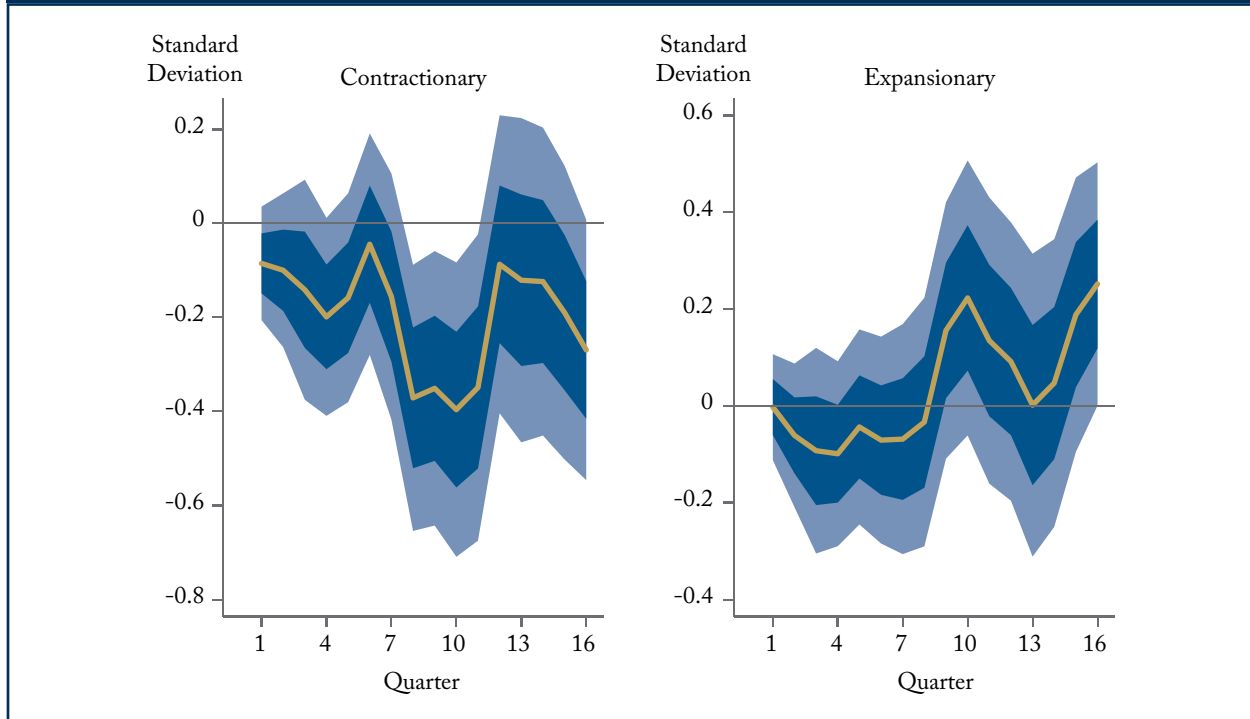 Standard
Deviation
Contractionary
0.2
0
-0.2
-0.4
-0.6
-0.8
1 4 7 10 13 16
Quarter
Standard
Deviation
Expansionary
0.6
0.4
0.2
0
-0.2
-0.4
1 4 7 10 13 16
Quarter